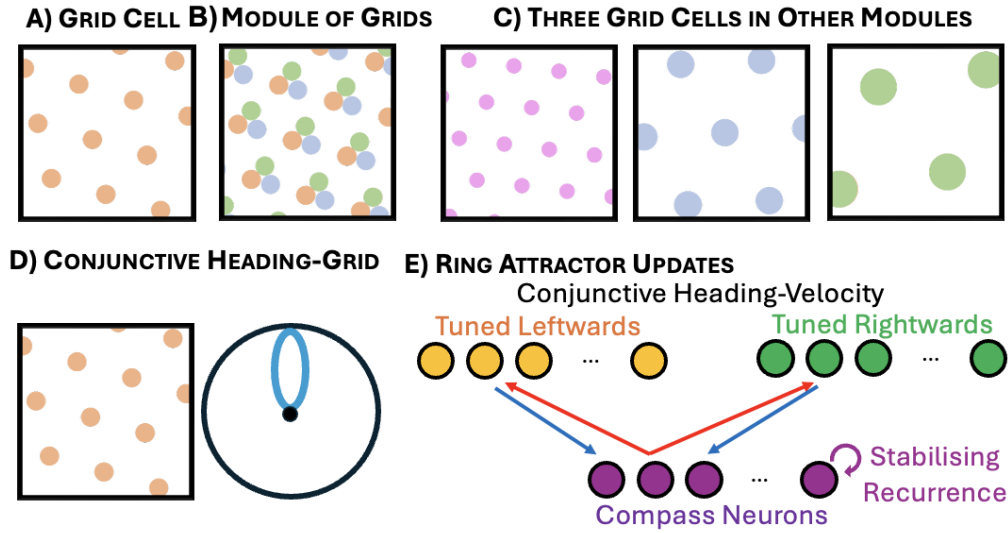 A) GRID CELL
B) MODULE OF GRIDS
C) THREE GRID CELLS IN OTHER MODULES
D) CONJUNCTIVE HEADING-GRID
E) RING ATTRACTOR UPDATES
Conjunctive Heading-Velocity
Tuned Leftwards
Tuned Rightwards
...
...
...
Stabilising
Recurrence
Compass Neurons